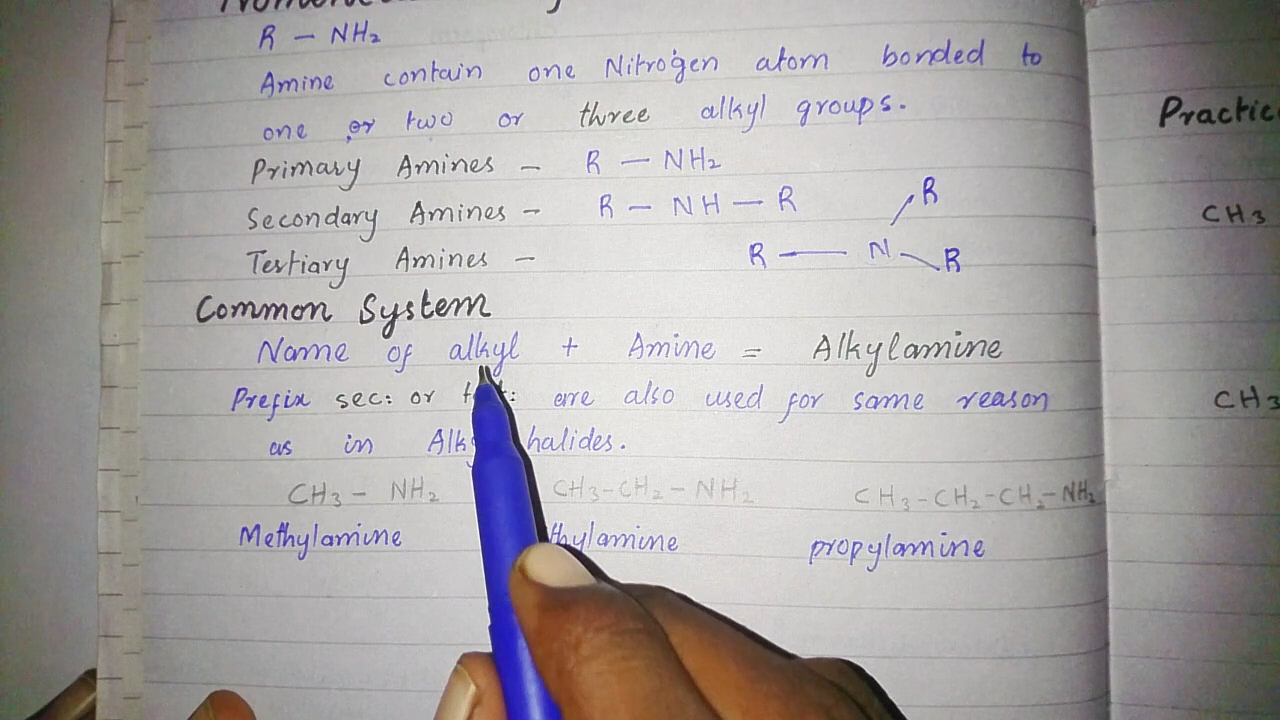 R - NH₂
Amine contain one Nitrogen atom bonded to
one or two or three alkyl groups.
Primary Amines - R — NH₂
Secondary Amines - R — NH — R
R
Tertiary Amines - R — N R
Common System
Name of alkyl + Amine = Alkylamine
Prefix sec: or are also used for same reason
as in halides.
CH₃ - NH₂ CH₃-CH₂-NH₂ CH₃-CH₂-CH₂-NH₂
Methylamine propylamine
CH₃
CH₃